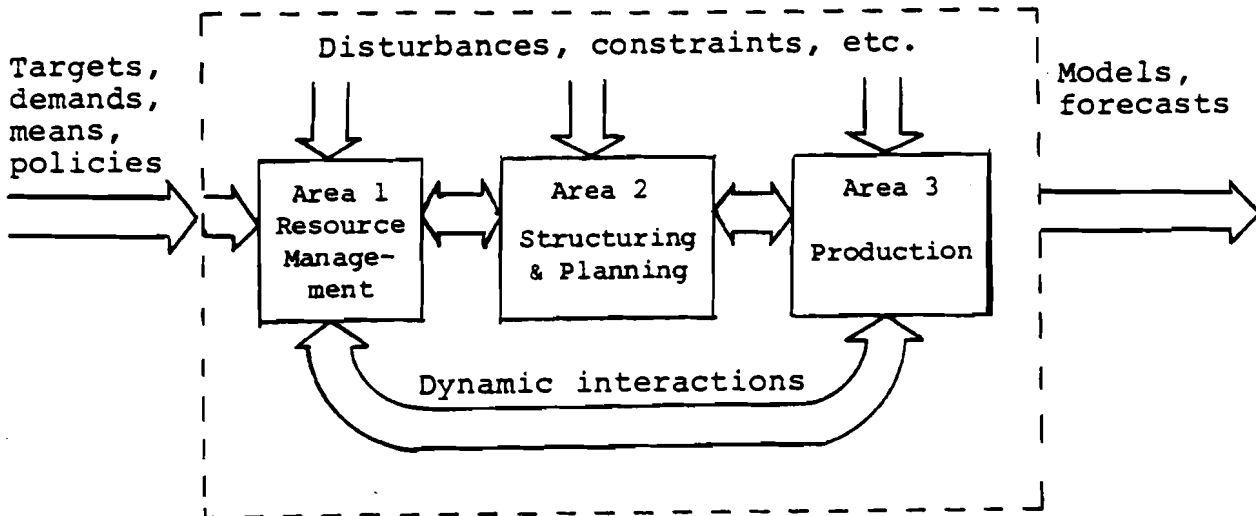 Disturbances, constraints, etc.
Targets,
demands,
means,
policies
Models,
forecasts
Area 1
Resource
Manage-
ment
Area 2
Structuring
& Planning
Area 3
Production
Dynamic interactions